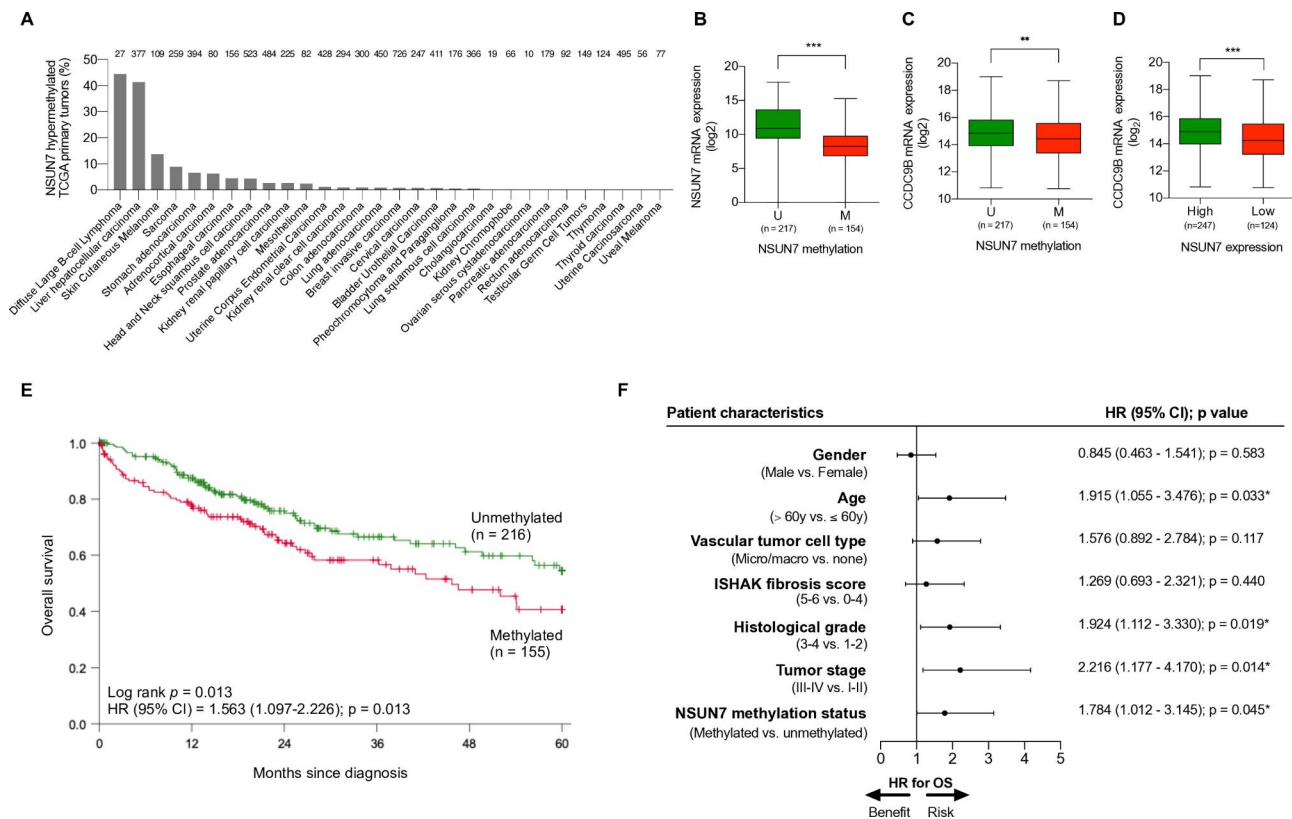 A
27 377 109 259 394 80 156 523 484 225 82 428 294 300 450 726 247 411 176 366 19 66 10 179 92 149 124 495 56 77
NSUN7 hypermethylated
TCGA primary tumors (%)
50
40
30
20
10
0
Diffuse Large B-cell Lymphoma
Liver hepatocellular carcinoma
Skin Cutaneous Melanoma
Sarcoma
Stomach adenocarcinoma
Adrenocortical carcinoma
Esophageal carcinoma
Head and Neck squamous cell carcinoma
Prostate adenocarcinoma
Kidney renal papillary cell carcinoma
Mesothelioma
Uterine Corpus Endometrial Carcinoma
Kidney renal clear cell carcinoma
Colon adenocarcinoma
Lung adenocarcinoma
Breast invasive carcinoma
Cervical carcinoma
Bladder Urothelial Carcinoma
Pheochromocytoma and Paraganglioma
Lung squamous cell carcinoma
Cholangiocarcinoma
Kidney Chromophobe
Ovarian serous cystadenocarcinoma
Pancreatic adenocarcinoma
Rectum adenocarcinoma
Testicular Germ Cell Tumors
Thymoma
Thyroid carcinoma
Uterine Carcinosarcoma
Uveal Melanoma
B
***
NSUN7 mRNA expression
(log2)
20
15
10
5
0
U M
(n = 217) (n = 154)
NSUN7 methylation
C
**
CCDC9B mRNA expression
(log2)
20
18
16
14
12
10
U M
(n = 217) (n = 154)
NSUN7 methylation
D
***
CCDC9B mRNA expression
(log₂)
20
18
16
14
12
10
High Low
(n=247) (n=124)
NSUN7 expression
E
Overall survival
1.0
0.8
0.6
0.4
0.2
0.0
Unmethylated
(n = 216)
Methylated
(n = 155)
Log rank p = 0.013
HR (95% CI) = 1.563 (1.097-2.226); p = 0.013
0 12 24 36 48 60
Months since diagnosis
F
Patient characteristics HR (95% CI); p value
Gender 0.845 (0.463 - 1.541); p = 0.583
(Male vs. Female)
Age 1.915 (1.055 - 3.476); p = 0.033*
(> 60y vs. ≤ 60y)
Vascular tumor cell type 1.576 (0.892 - 2.784); p = 0.117
(Micro/macro vs. none)
ISHAK fibrosis score 1.269 (0.693 - 2.321); p = 0.440
(5-6 vs. 0-4)
Histological grade 1.924 (1.112 - 3.330); p = 0.019*
(3-4 vs. 1-2)
Tumor stage 2.216 (1.177 - 4.170); p = 0.014*
(III-IV vs. I-II)
NSUN7 methylation status 1.784 (1.012 - 3.145); p = 0.045*
(Methylated vs. unmethylated)
0 1 2 3 4 5
HR for OS
Benefit Risk